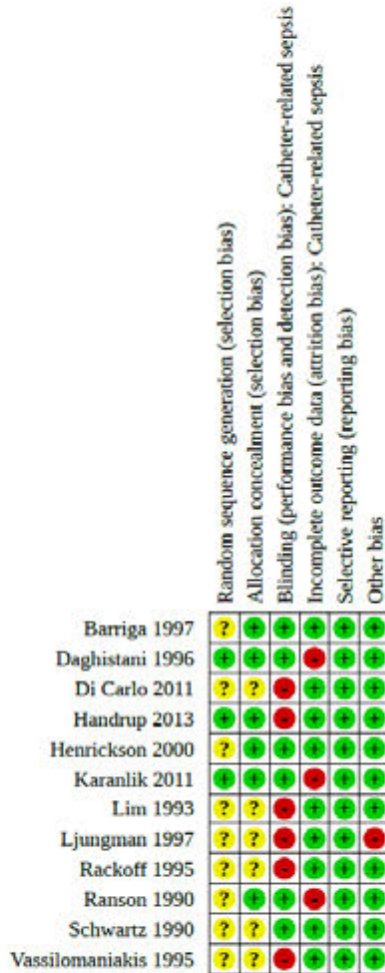 Random sequence generation (selection bias)
Allocation concealment (selection bias)
Blinding (performance bias and detection bias): Catheter-related sepsis
Incomplete outcome data (attrition bias): Catheter-related sepsis
Selective reporting (reporting bias)
Other bias
Barriga 1997 ? + + + + +
Daghistani 1996 + + + - + +
Di Carlo 2011 ? ? - + + +
Handrup 2013 + + - + + +
Henrickson 2000 ? + + + + +
Karanlik 2011 + + + - + +
Lim 1993 ? ? - + + +
Ljungman 1997 ? ? - + + -
Rackoff 1995 ? ? - + + +
Ranson 1990 ? + + - + +
Schwartz 1990 ? ? + + + +
Vassilomaniakis 1995 ? ? - + + +